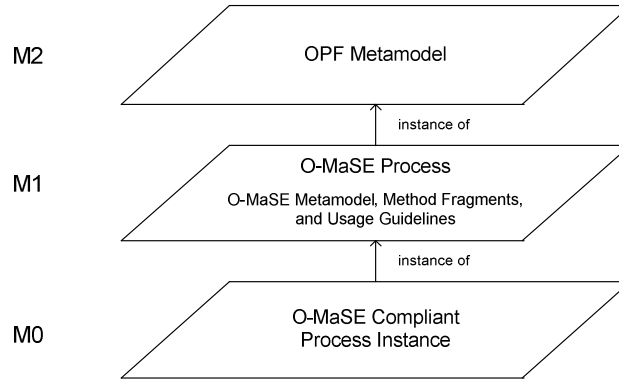 M2
OPF Metamodel
instance of
M1
O-MaSE Process
O-MaSE Metamodel, Method Fragments,
and Usage Guidelines
instance of
M0
O-MaSE Compliant
Process Instance